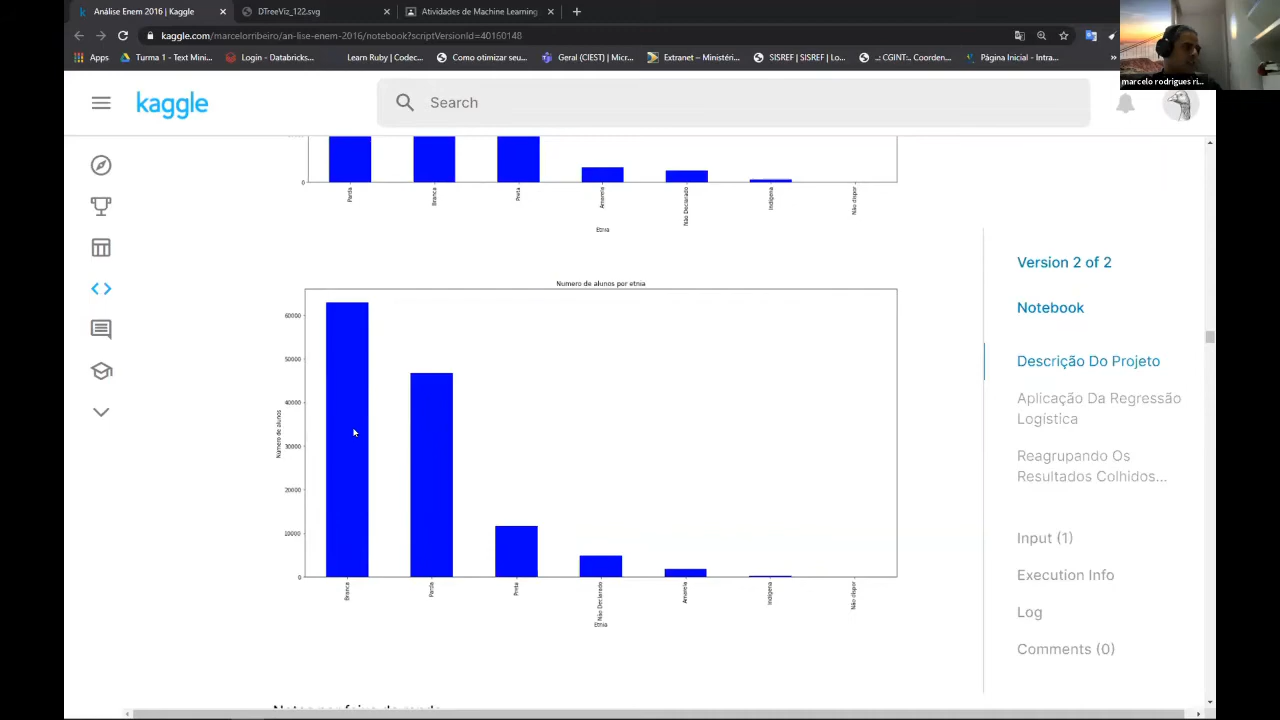 Análise Enem 2016 | Kaggle
DTreeViz_122.svg
Atividades de Machine Learning
kaggle.com/marcelorribeiro/an-lise-enem-2016/notebook?scriptVersionId=40160148
Apps
Turma 1 - Text Mini...
Login - Databricks...
Learn Ruby | Codec...
Como otimizar seu...
Geral (CIEST) | Micr...
Extranet – Ministéri...
SISREF | SISREF | Lo...
..: CGINT:.. Coorden...
Página Inicial - Intra...
»
marcelo rodrigues ri...
kaggle
Search
0
Parda
Branca
Preta
Amarela
Não Declarado
Indígena
Não dispor
Etnia
Numero de alunos por etnia
Número de alunos
60000
50000
40000
30000
20000
10000
0
Branca
Parda
Preta
Não Declarado
Amarela
Indígena
Não dispor
Etnia
Version 2 of 2
Notebook
Descrição Do Projeto
Aplicação Da Regressão
Logística
Reagrupando Os
Resultados Colhidos...
Input (1)
Execution Info
Log
Comments (0)